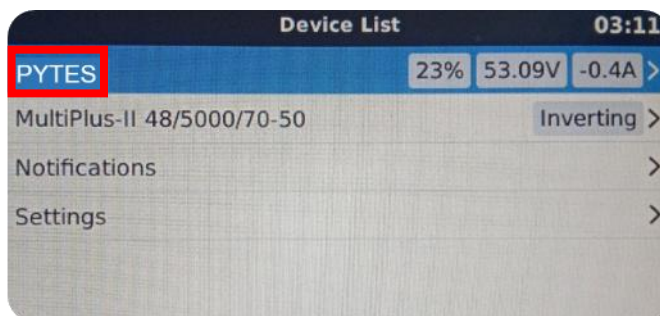 Device List 03:11
PYTES 23% 53.09V -0.4A >
MultiPlus-II 48/5000/70-50 Inverting >
Notifications >
Settings >